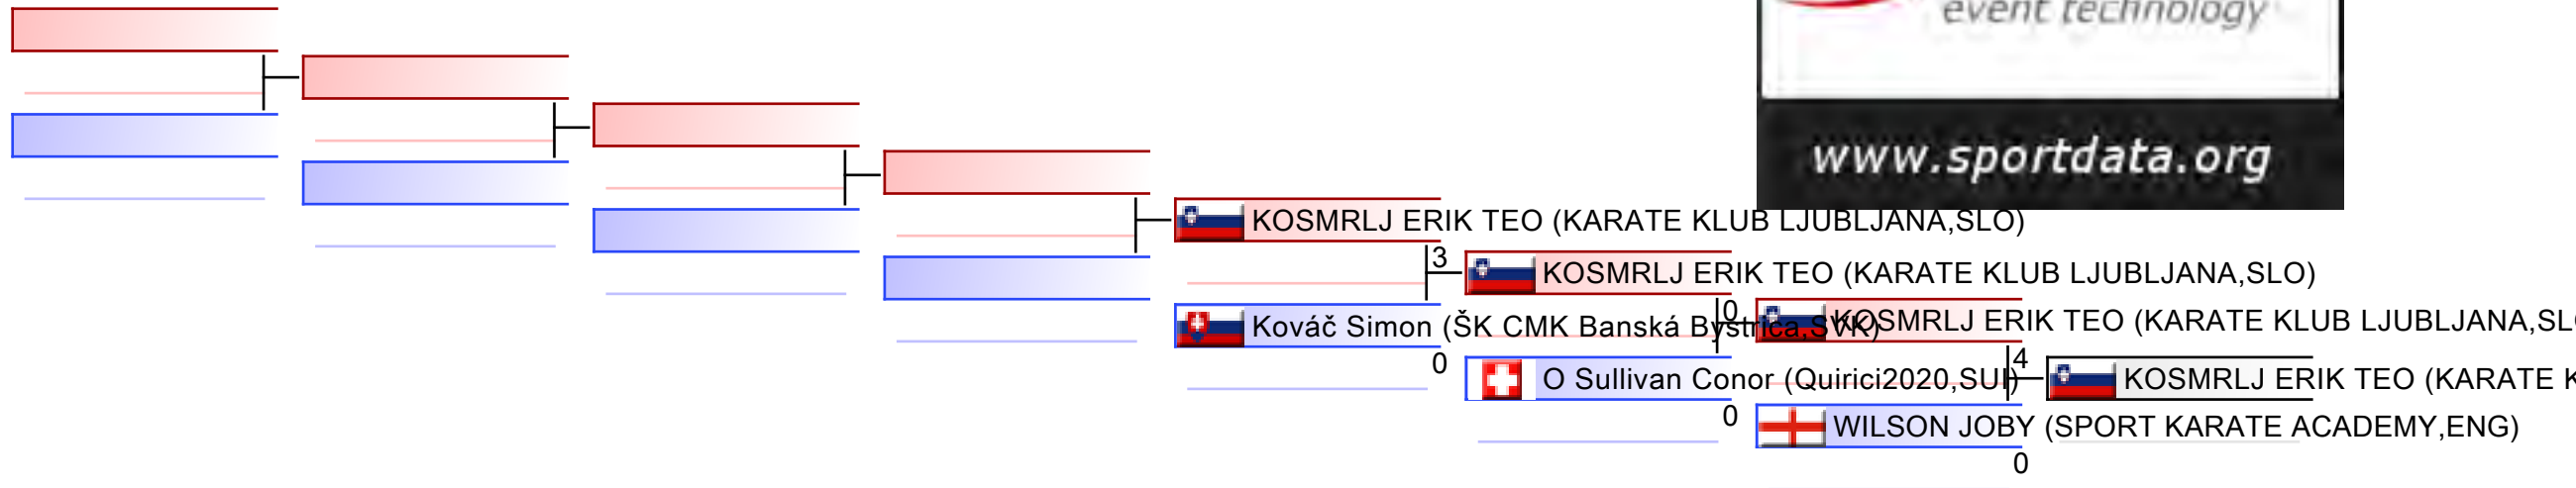 event technology
www.sportdata.org
KOSMRLJ ERIK TEO (KARATE KLUB LJUBLJANA,SLO)
3
KOSMRLJ ERIK TEO (KARATE KLUB LJUBLJANA,SLO)
Kováč Simon (ŠK CMK Banská Bystrica,SVK)
0
KOSMRLJ ERIK TEO (KARATE KLUB LJUBLJANA,SL
0
O Sullivan Conor (Quirici2020,SUI)
4
KOSMRLJ ERIK TEO (KARATE K
0
WILSON JOBY (SPORT KARATE ACADEMY,ENG)
0